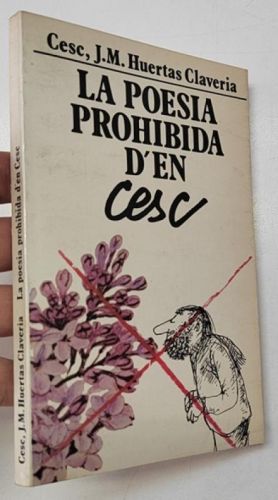 Cesc, J.M. Huertas Claveria
LA POESIA
PROHIBIDA
D'EN
cesc
Cesc, J.M. Huertas Claveria La poesia prohibida d'en Cesc